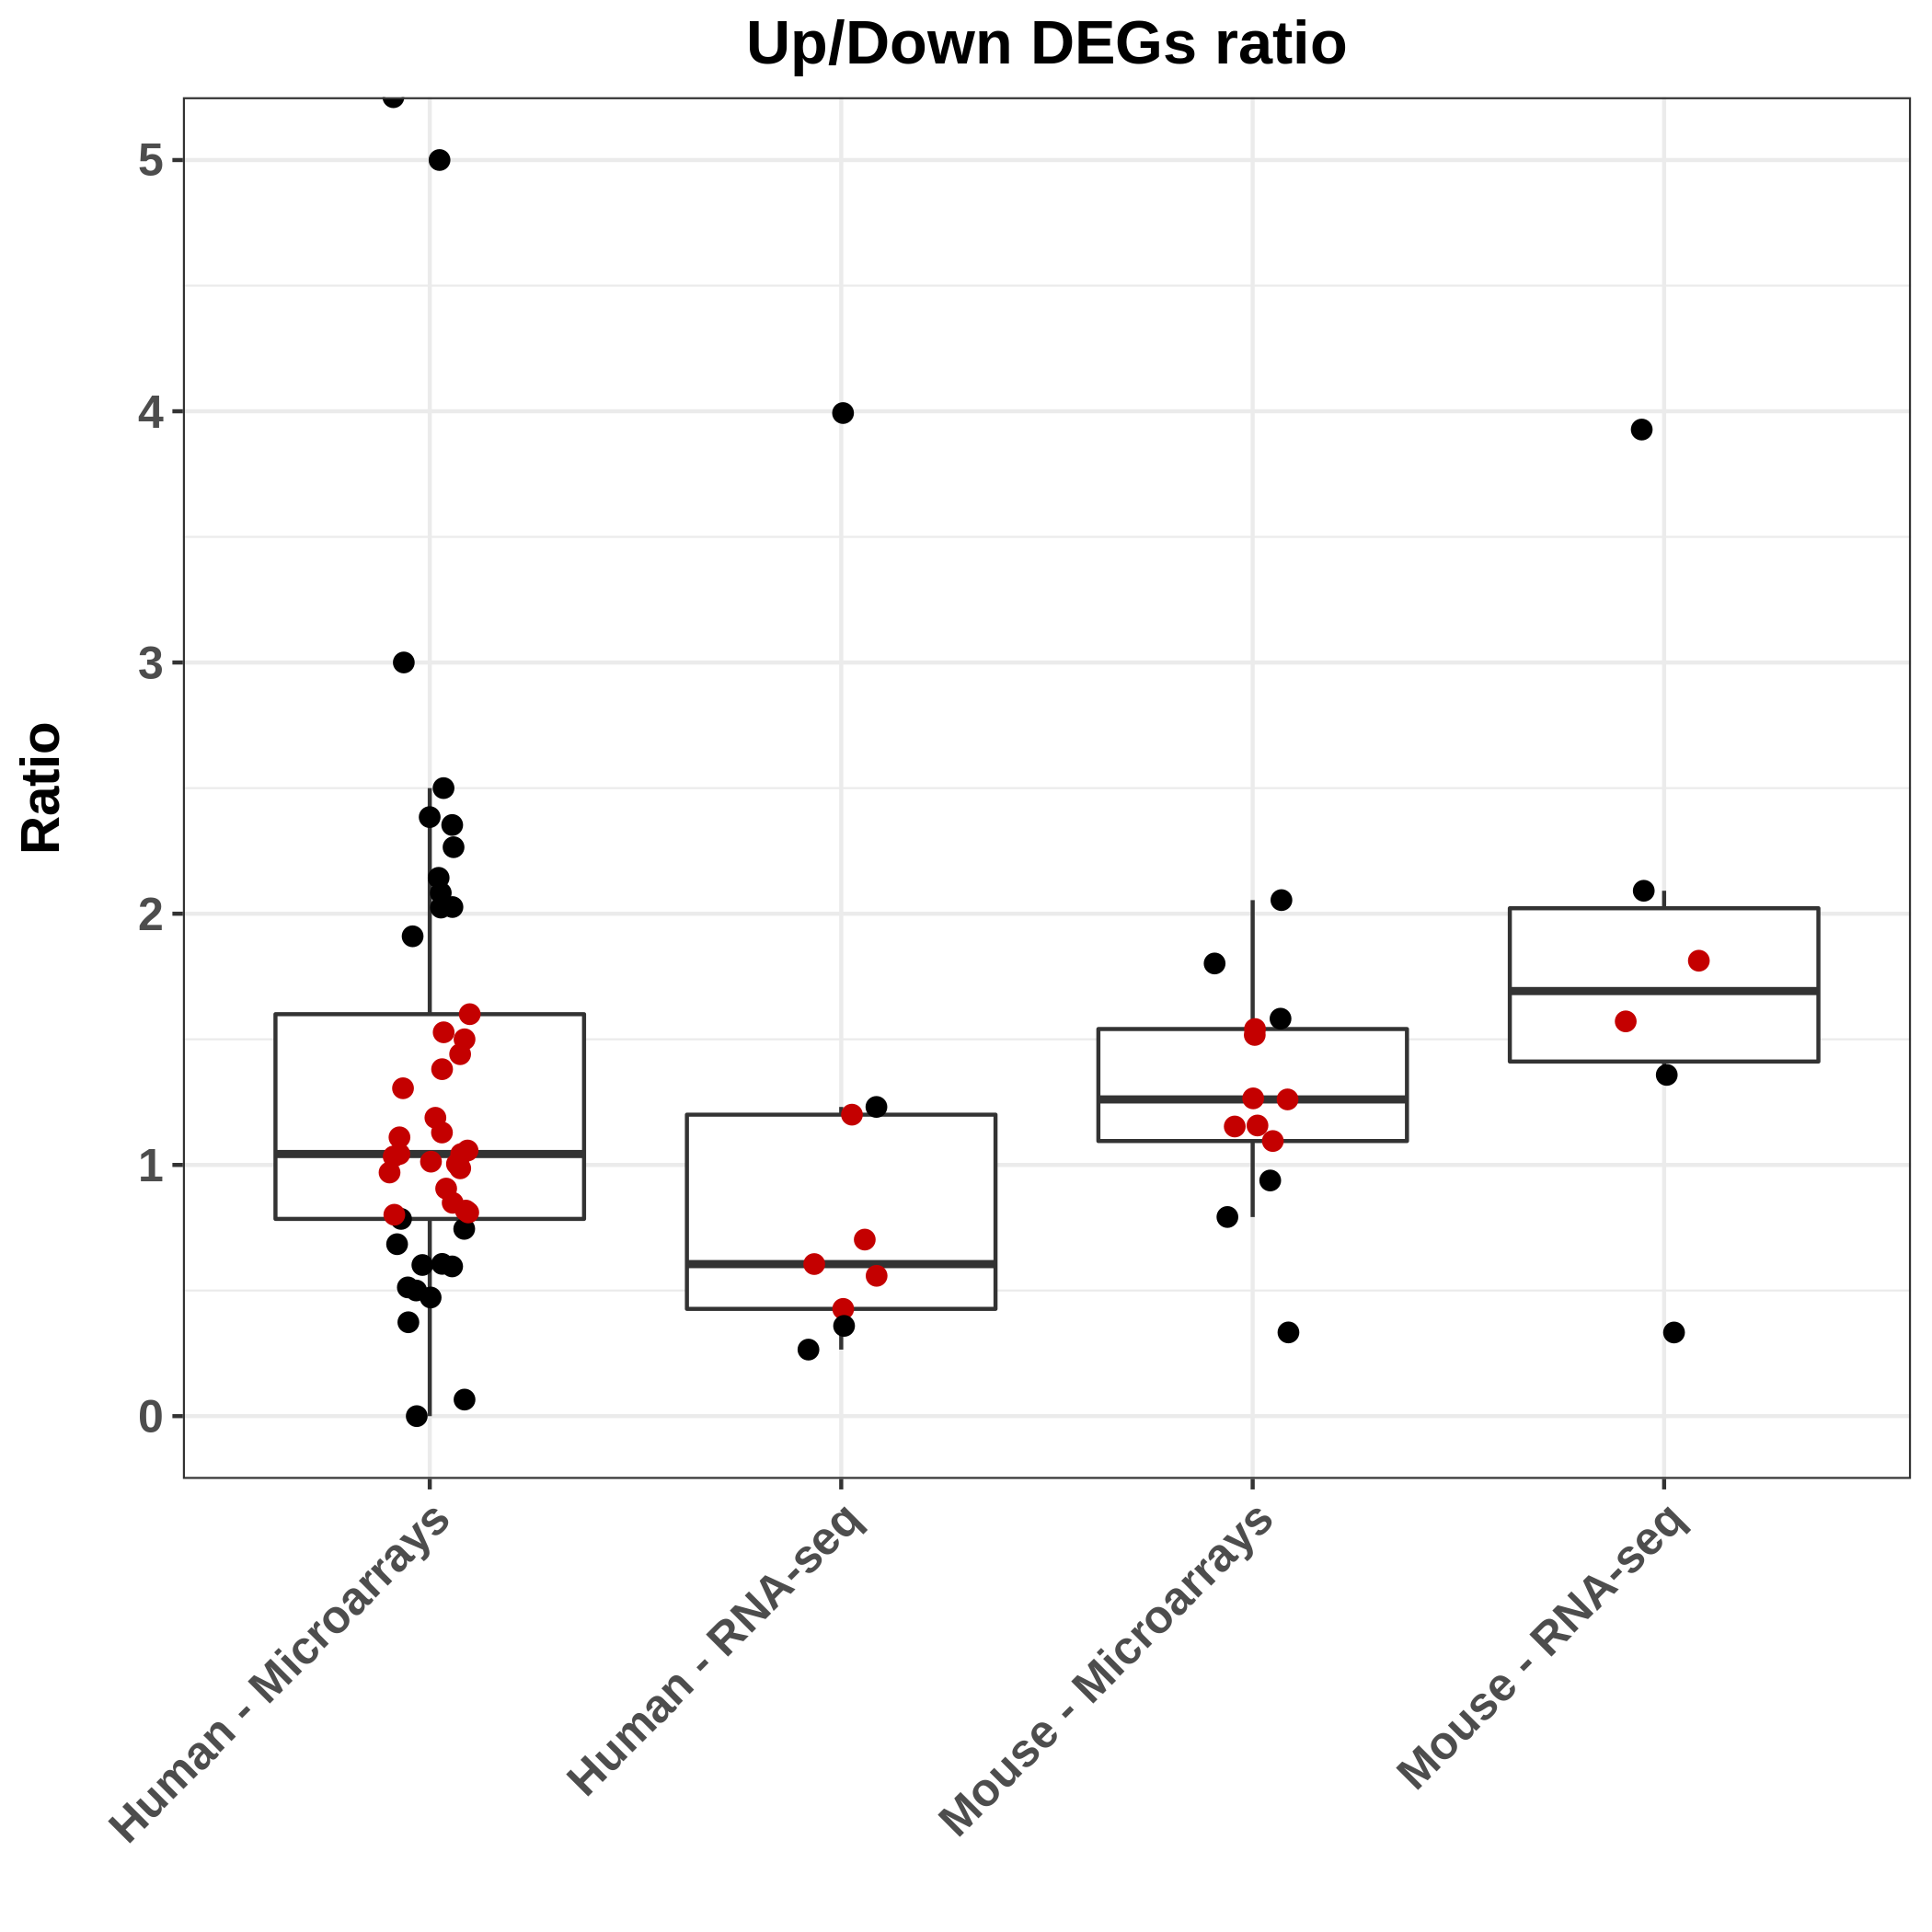 Up/Down DEGs ratio
Ratio
5
4
3
2
1
0
Human - Microarrays
Human - RNA-seq
Mouse - Microarrays
Mouse - RNA-seq